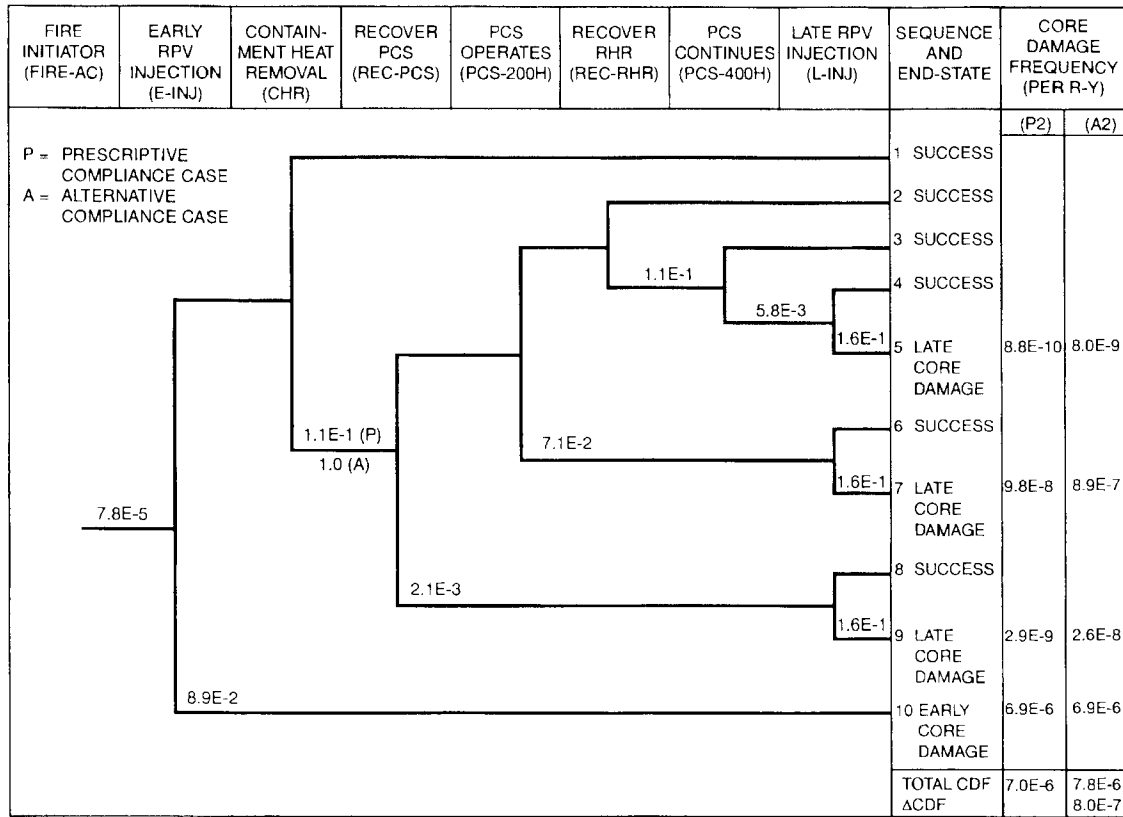 FIRE INITIATOR (FIRE-AC)
EARLY RPV INJECTION (E-INJ)
CONTAIN-MENT HEAT REMOVAL (CHR)
RECOVER PCS (REC-PCS)
PCS OPERATES (PCS-200H)
RECOVER RHR (REC-RHR)
PCS CONTINUES (PCS-400H)
LATE RPV INJECTION (L-INJ)
SEQUENCE AND END-STATE
CORE DAMAGE FREQUENCY (PER R-Y)
(P2) (A2)
P = PRESCRIPTIVE
COMPLIANCE CASE
A = ALTERNATIVE
COMPLIANCE CASE
1 SUCCESS
2 SUCCESS
3 SUCCESS
1.1E-1
4 SUCCESS
5.8E-3
1.6E-1
5 LATE CORE DAMAGE
8.8E-10 8.0E-9
6 SUCCESS
1.1E-1 (P)
1.0 (A)
7.1E-2
1.6E-1
7 LATE CORE DAMAGE
9.8E-8 8.9E-7
7.8E-5
8 SUCCESS
2.1E-3
1.6E-1
9 LATE CORE DAMAGE
2.9E-9 2.6E-8
8.9E-2
10 EARLY CORE DAMAGE
6.9E-6 6.9E-6
TOTAL CDF 7.0E-6 7.8E-6
ΔCDF 8.0E-7